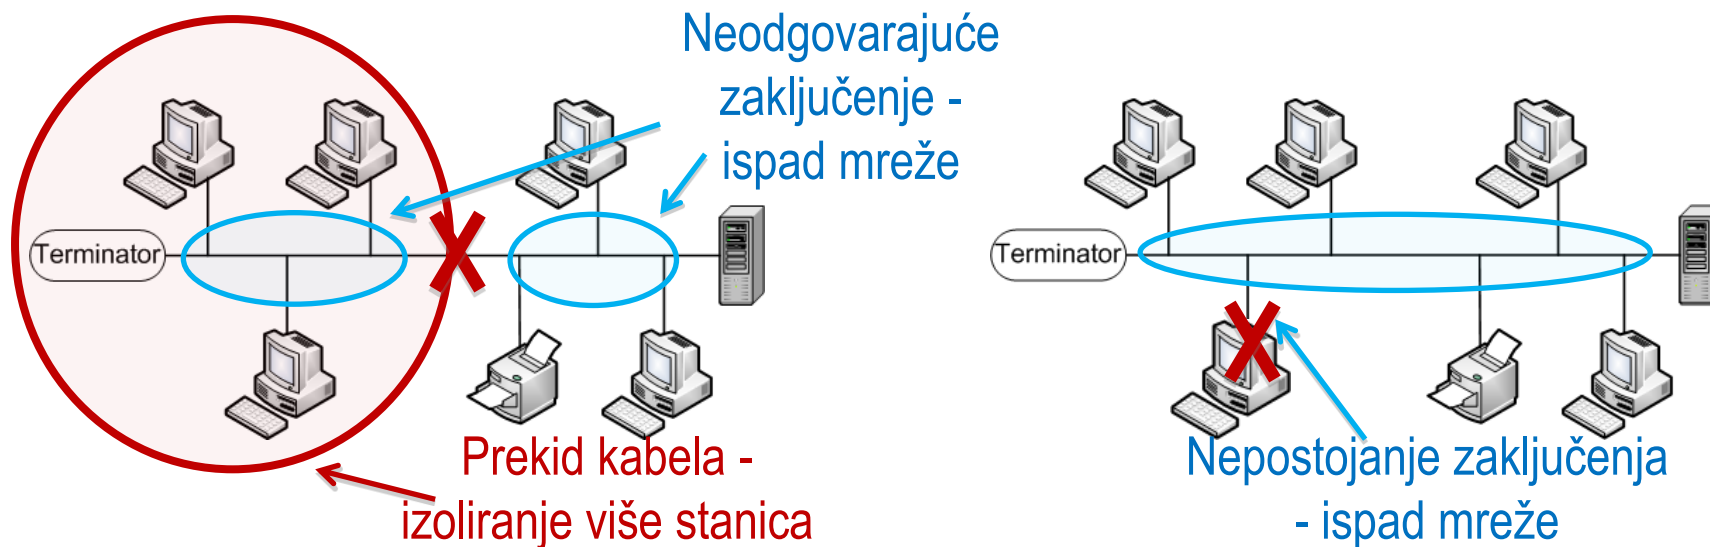 Neodgovarajuće
zaključenje -
ispad mreže
Terminator
Prekid kabela -
izoliranje više stanica
Terminator
Nepostojanje zaključenja
- ispad mreže